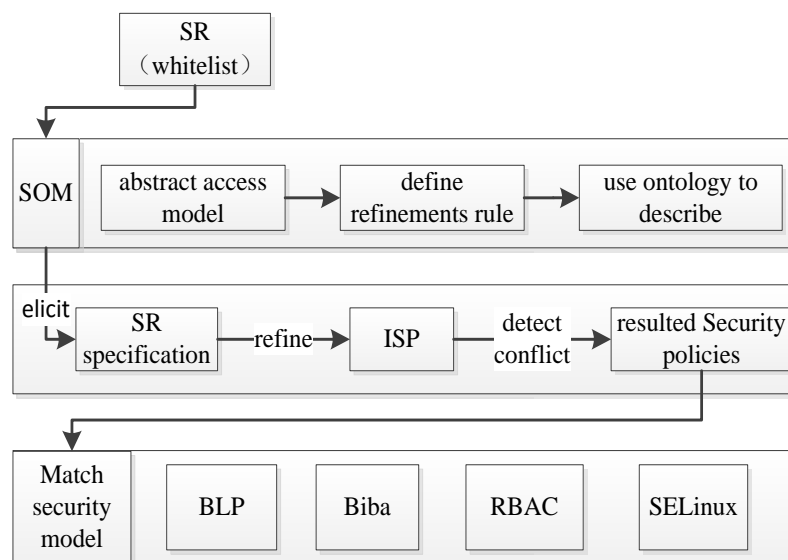 SR
（whitelist）
SOM
abstract access
model
define
refinements rule
use ontology to
describe
elicit
SR
specification
refine
ISP
detect
conflict
resulted Security
policies
Match
security
model
BLP
Biba
RBAC
SELinux